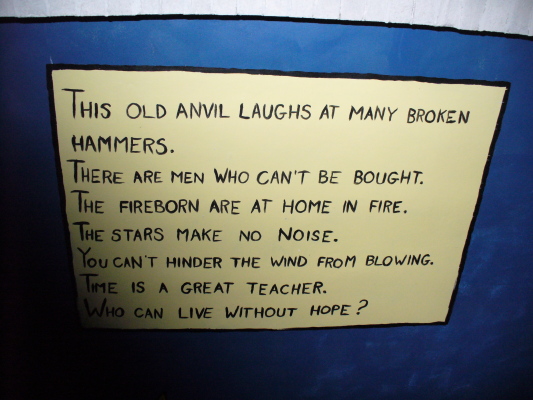 THIS OLD ANVIL LAUGHS AT MANY BROKEN
HAMMERS.
THERE ARE MEN WHO CAN'T BE BOUGHT.
THE FIREBORN ARE AT HOME IN FIRE.
THE STARS MAKE NO NOISE.
YOU CAN'T HINDER THE WIND FROM BLOWING.
TIME IS A GREAT TEACHER.
WHO CAN LIVE WITHOUT HOPE?